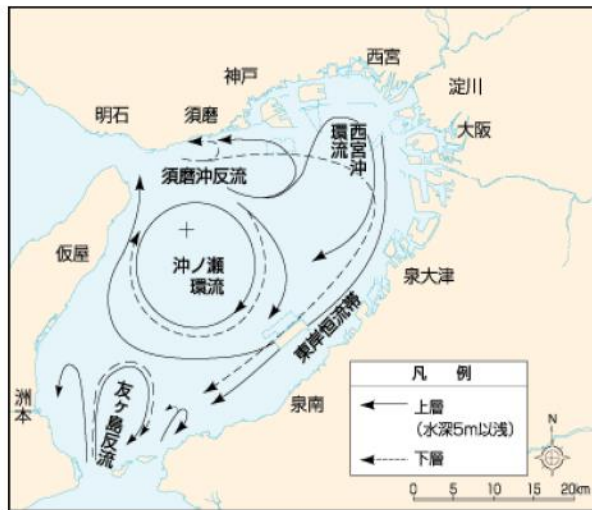 西宮
神戸
淀川
明石
須磨
大阪
西宮沖
環流
須磨沖反流
仮屋
沖ノ瀬
環流
泉大津
東岸恒流帯
凡 例
上層
(水深5m以浅)
下層
洲本
友ヶ島反流
泉南
N
0 5 10 15 20km